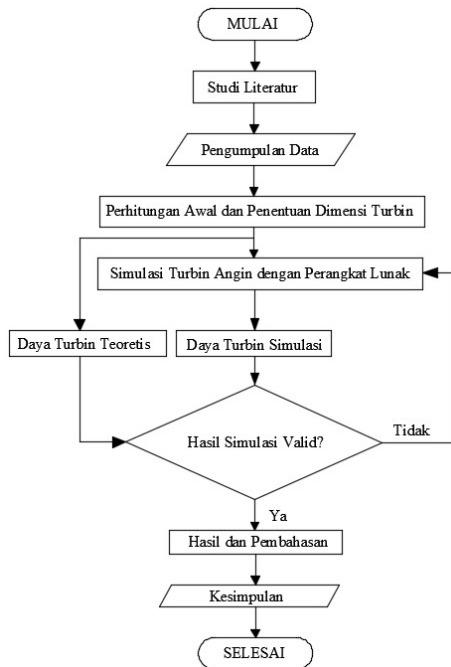 MULAI
Studi Literatur
Pengumpulan Data
Perhitungan Awal dan Penentuan Dimensi Turbin
Simulasi Turbin Angin dengan Perangkat Lunak
Daya Turbin Teoretis
Daya Turbin Simulasi
Hasil Simulasi Valid?
Tidak
Ya
Hasil dan Pembahasan
Kesimpulan
SELESAI